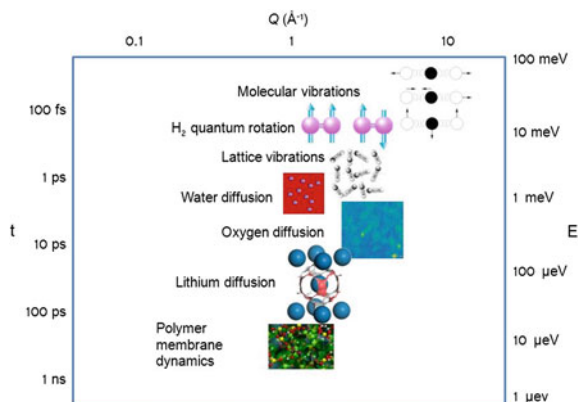 Q (Å⁻¹)
0.1 1 10
100 meV
Molecular vibrations
100 fs
H₂ quantum rotation
10 meV
Lattice vibrations
1 ps
Water diffusion
1 meV
Oxygen diffusion
t
E
10 ps
Lithium diffusion
100 µeV
100 ps
Polymer
membrane
dynamics
10 µeV
1 ns
1 µev